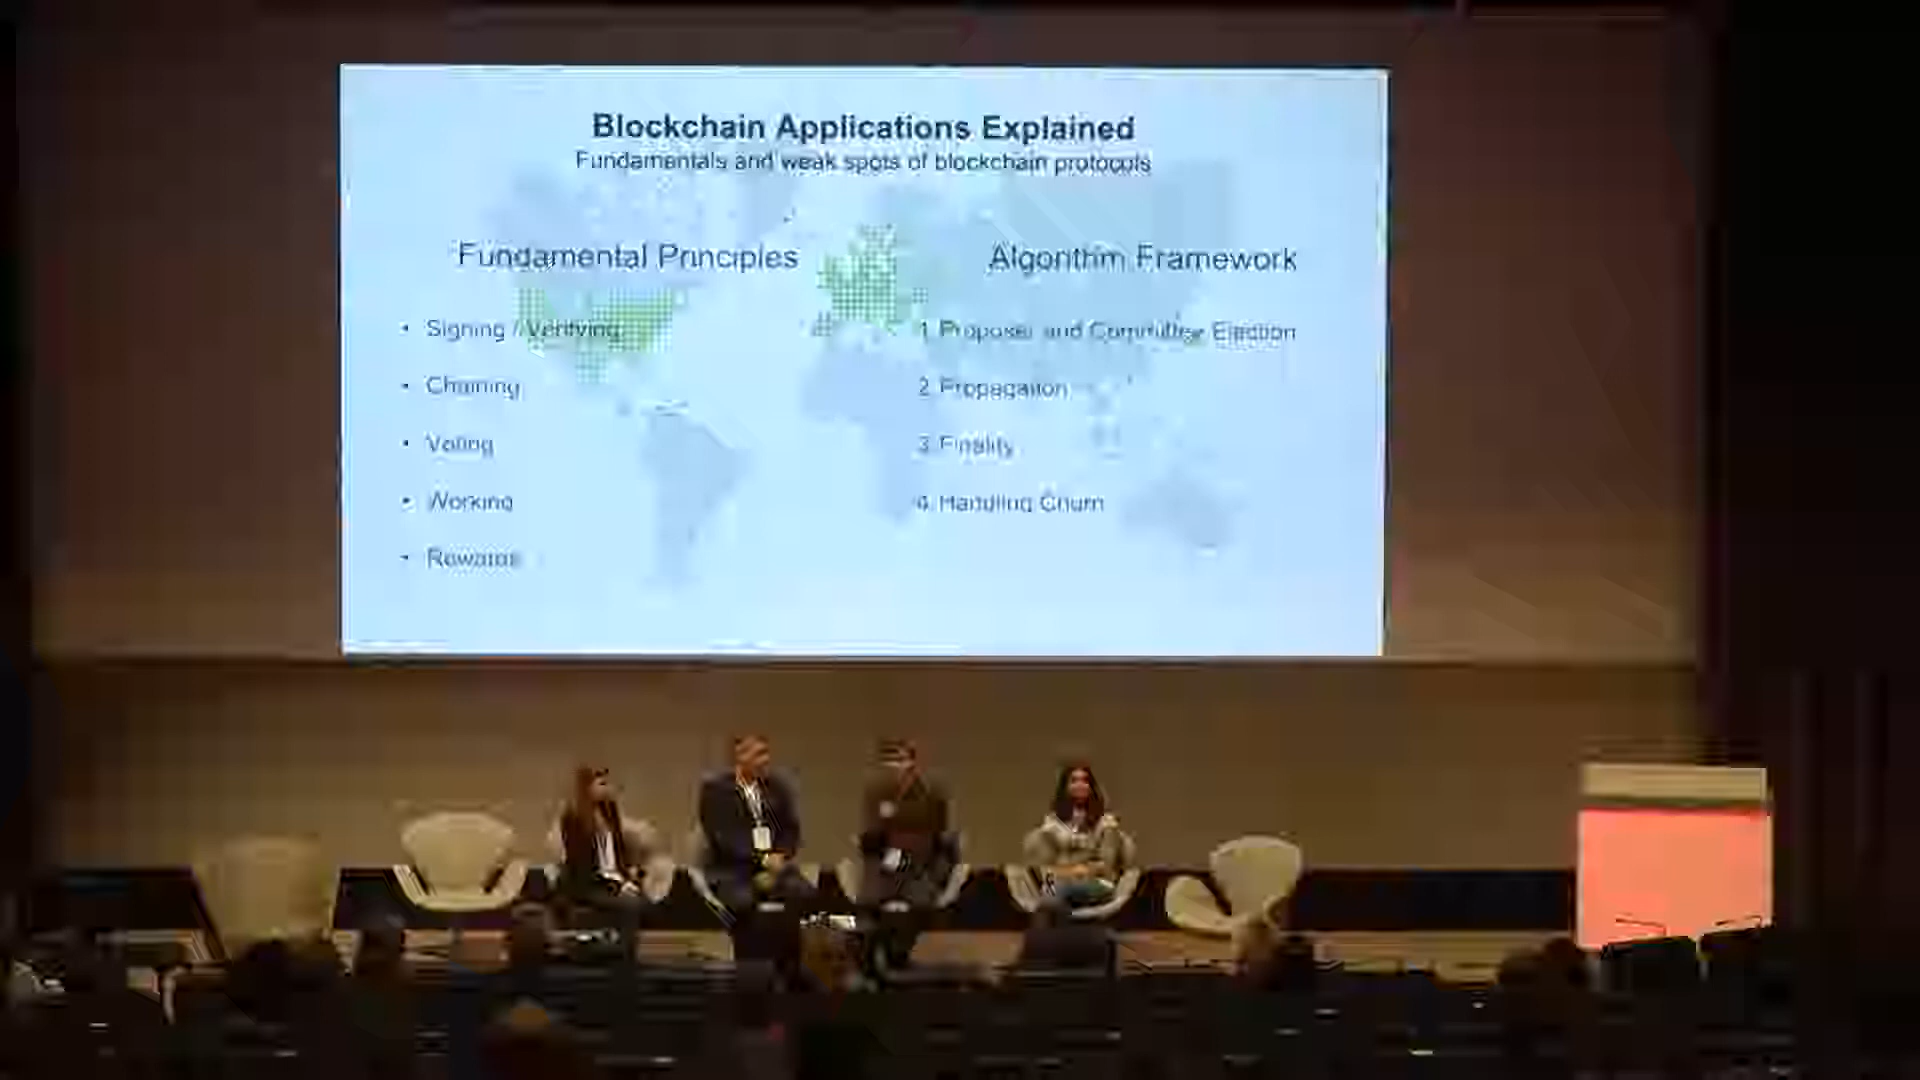 Blockchain Applications Explained
Fundamentals and weak spots of blockchain protocols
Fundamental Principles
• Signing / Verifying
• Chaining
• Voting
• Working
• Rewards
Algorithm Framework
1. Proposer and Committee Election
2. Propagation
3. Finality
4. Handling Churn